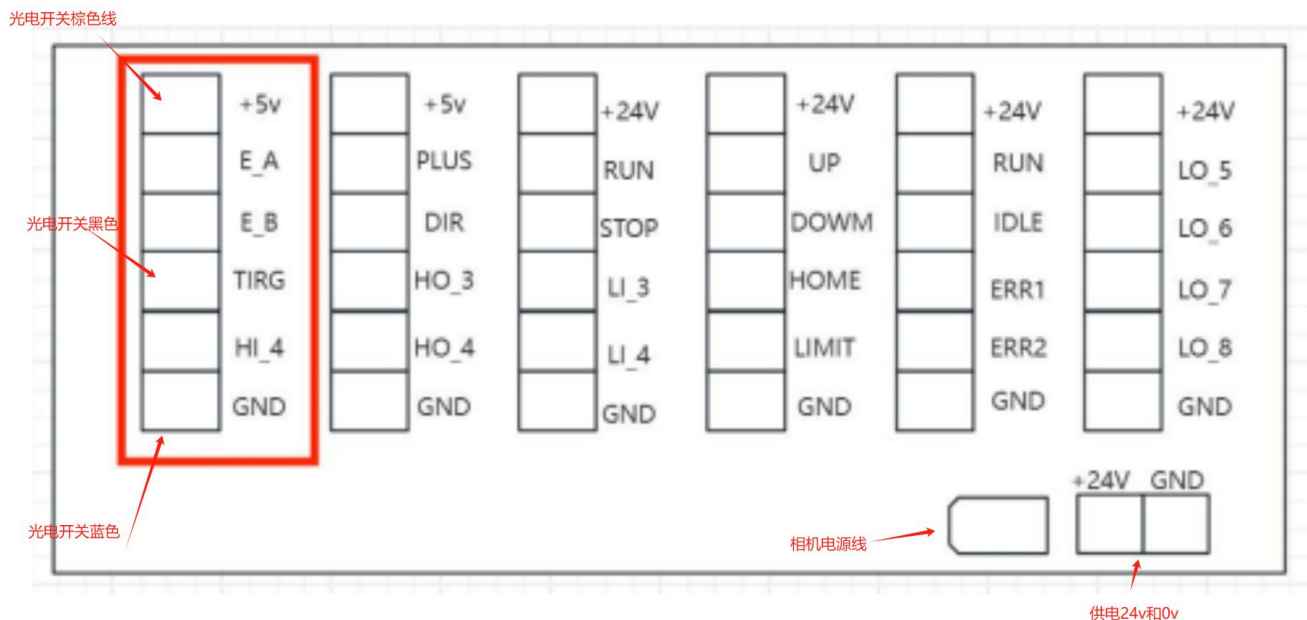 光电开关棕色线
+5v
E_A
E_B
TIRG
HI_4
GND
光电开关黑色
光电开关蓝色
+5v
PLUS
DIR
HO_3
HO_4
GND
+24V
RUN
STOP
LI_3
LI_4
GND
+24V
UP
DOWM
HOME
LIMIT
GND
+24V
RUN
IDLE
ERR1
ERR2
GND
+24V
LO_5
LO_6
LO_7
LO_8
GND
+24V GND
相机电源线
供电24v和0v